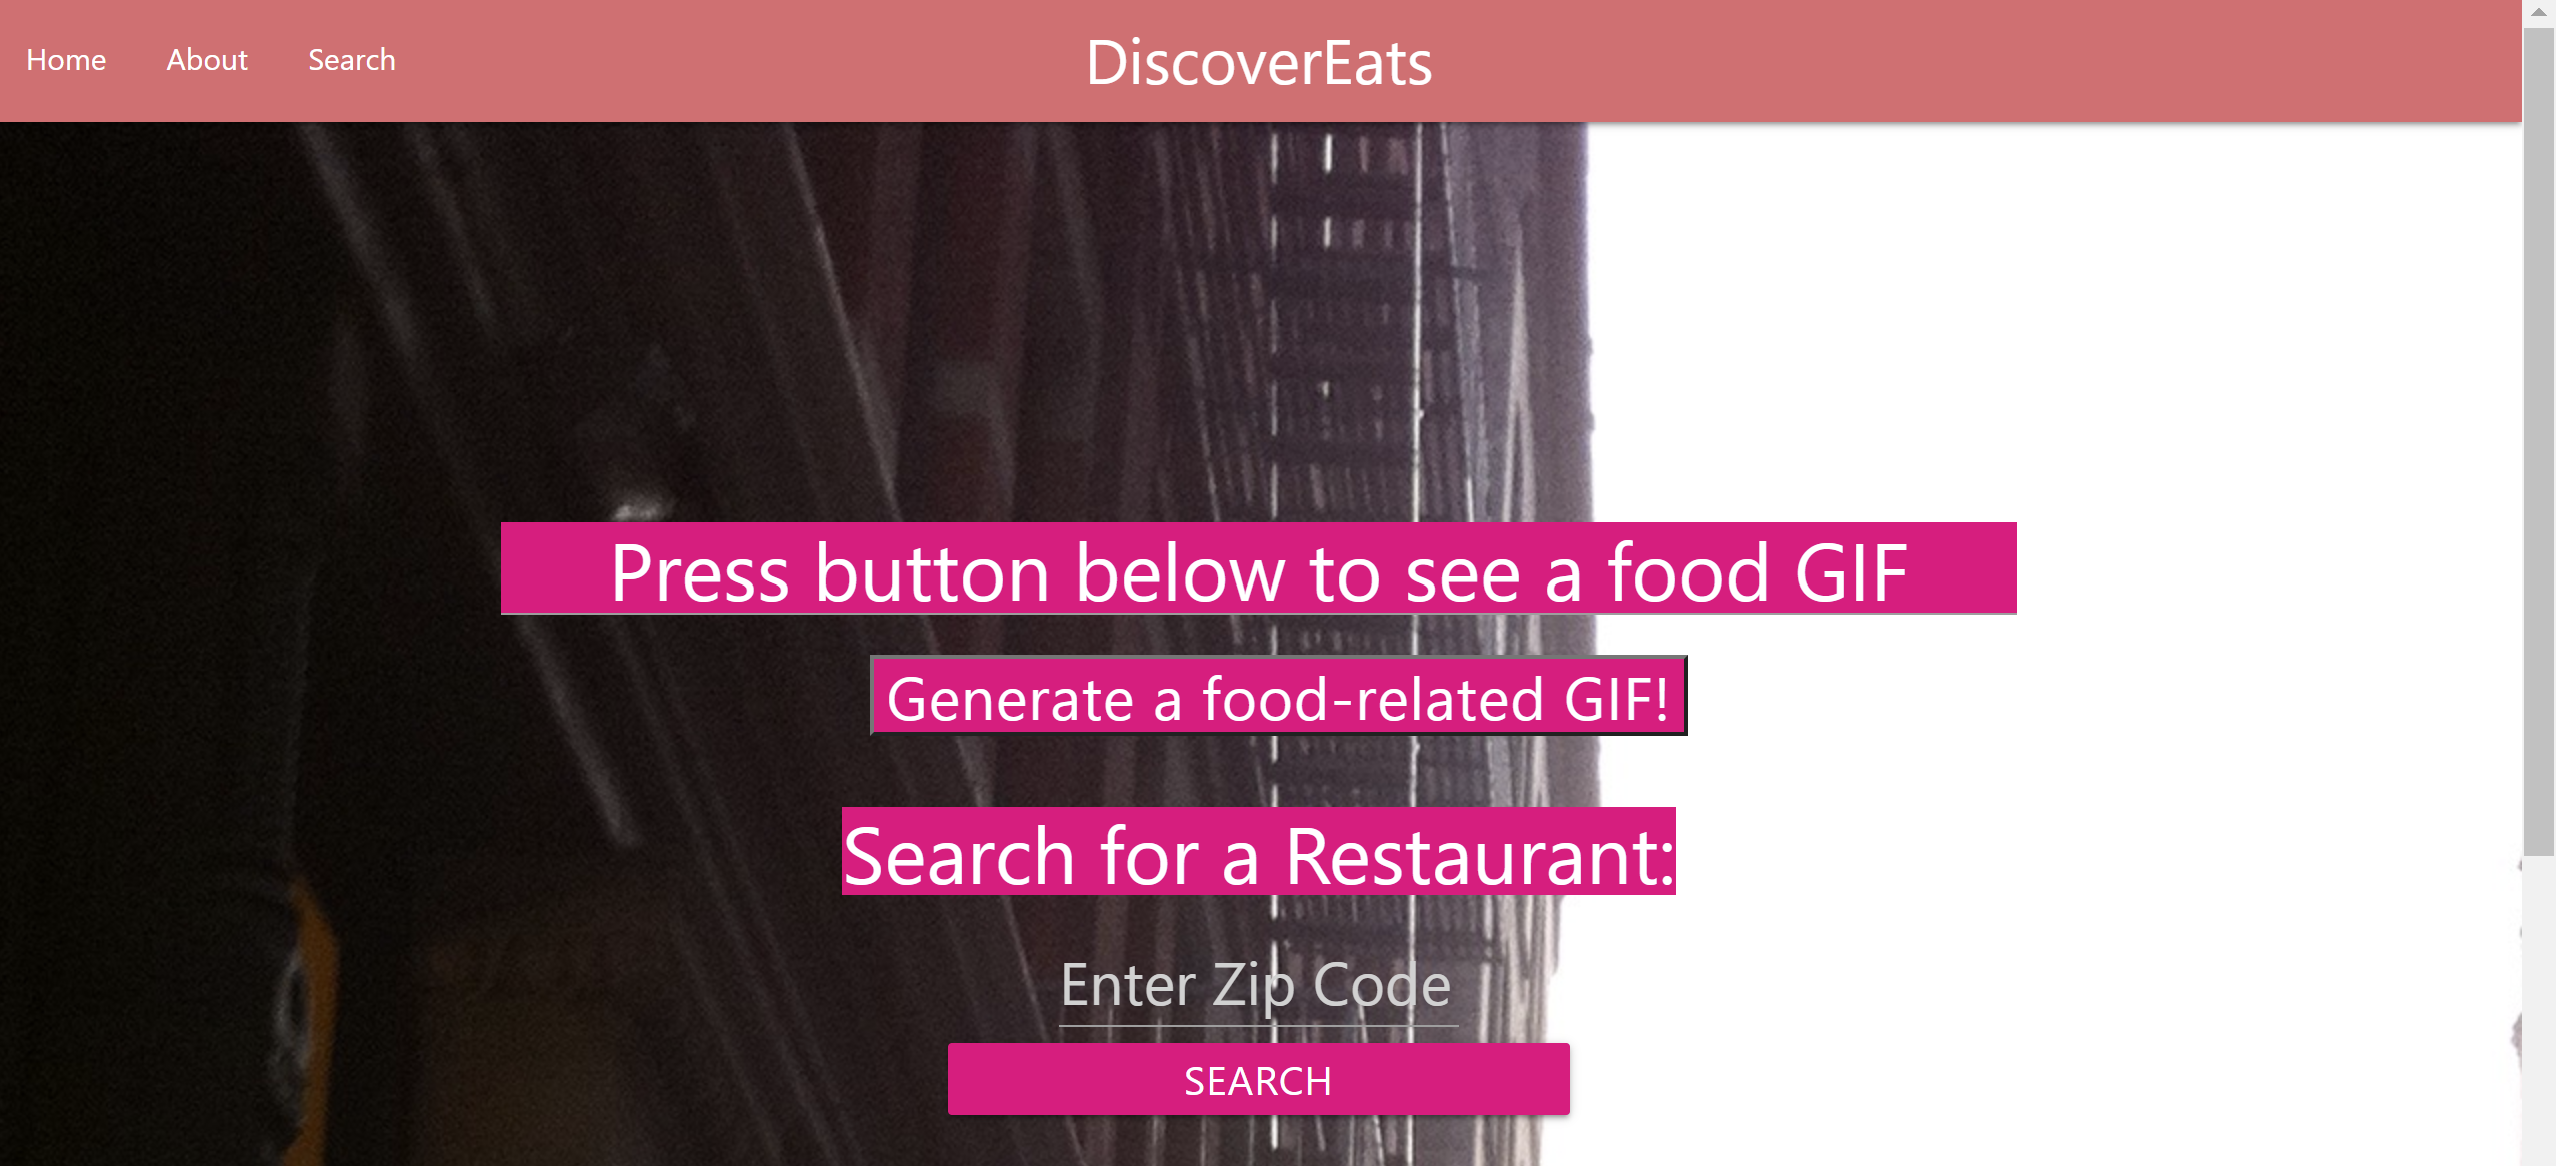 Home About Search DiscoverEats
Press button below to see a food GIF
Generate a food-related GIF!
Search for a Restaurant:
Enter Zip Code
SEARCH